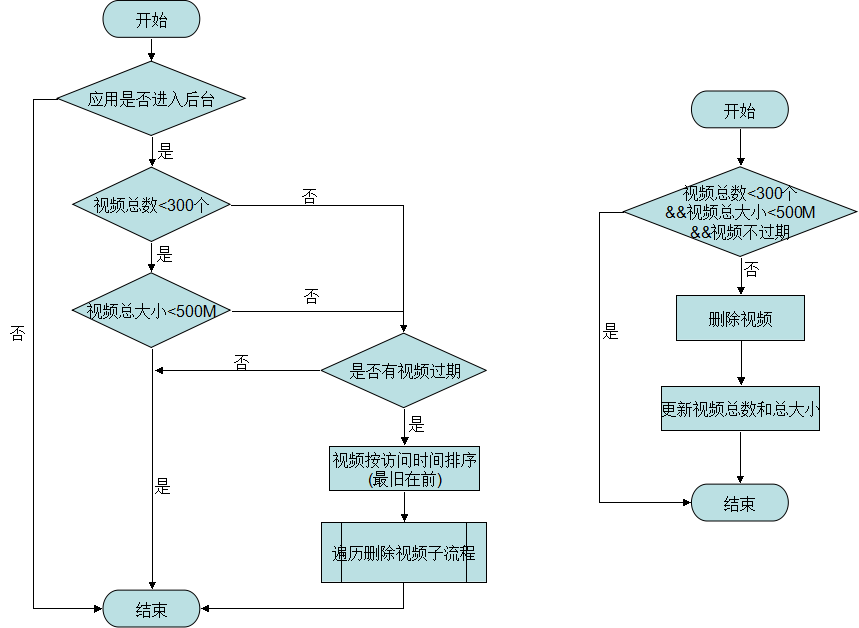 开始
应用是否进入后台
是
视频总数<300个
否
是
视频总大小<500M
否
否
否
是否有视频过期
是
视频按访问时间排序
(最旧在前)
是
遍历删除视频子流程
结束
开始
视频总数<300个
&&视频总大小<500M
&&视频不过期
否
删除视频
是
更新视频总数和总大小
结束